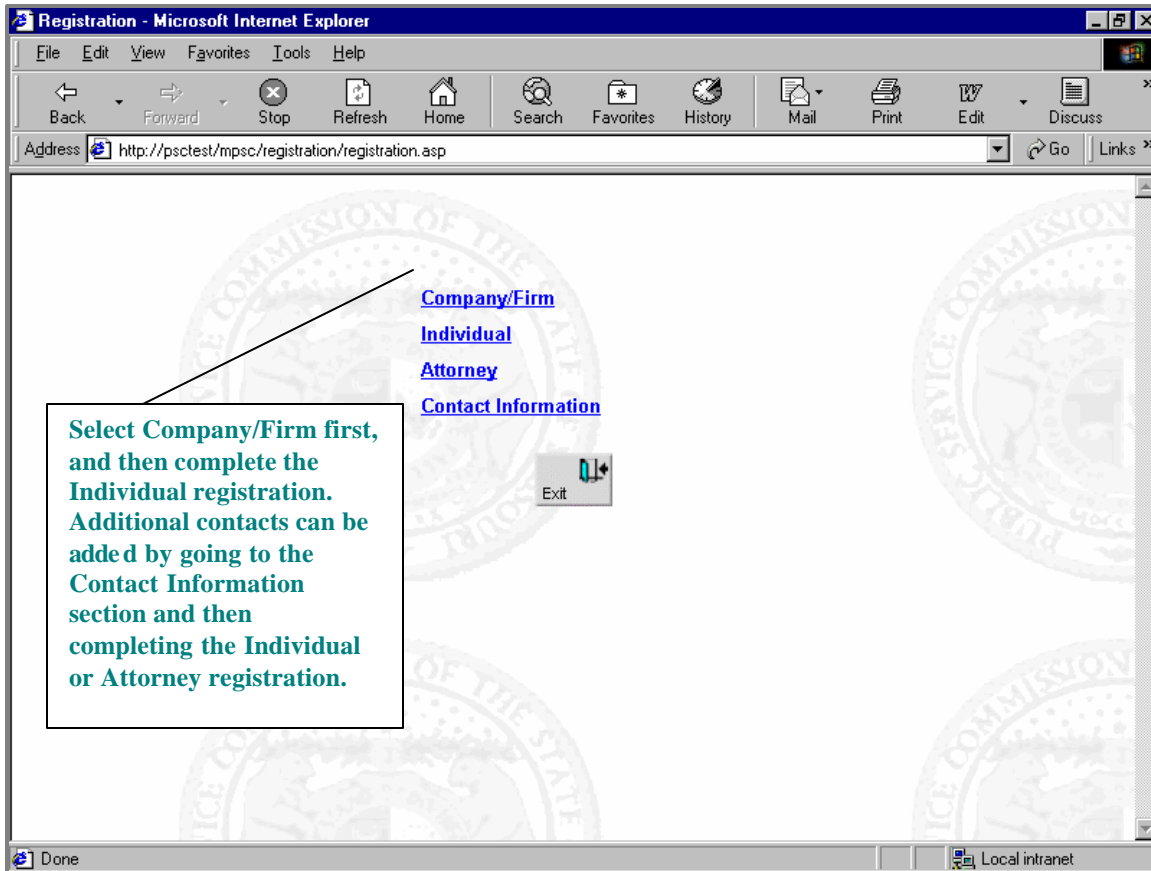 Registration - Microsoft Internet Explorer
File Edit View Favorites Tools Help
Back Forward Stop Refresh Home Search Favorites History Mail Print Edit Discuss »
Address http://psctest/mpsc/registration/registration.asp Go Links »
Company/Firm
Individual
Attorney
Contact Information
Exit
Select Company/Firm first,
and then complete the
Individual registration.
Additional contacts can be
added by going to the
Contact Information
section and then
completing the Individual
or Attorney registration.
Done Local intranet